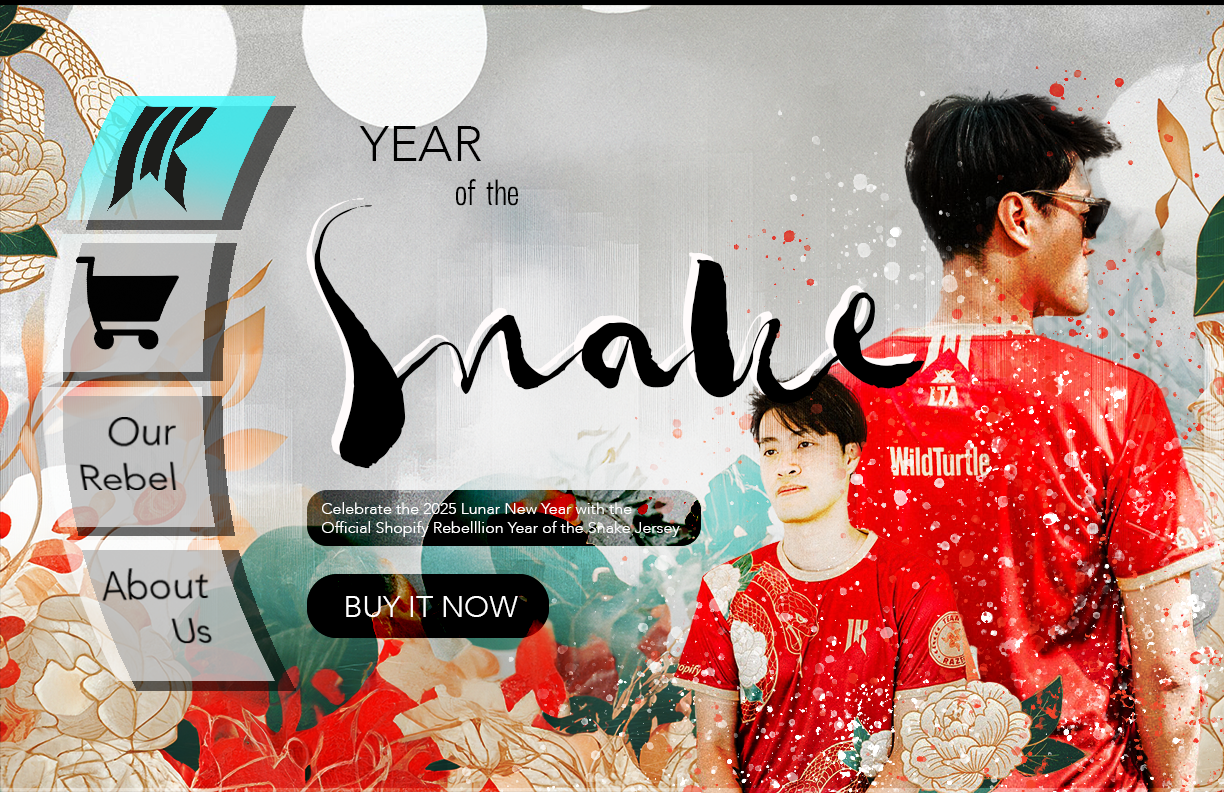 YEAR
of the
Snake
Our
Rebel
About
Us
Celebrate the 2025 Lunar New Year with the
Official Shopify Rebelllion Year of the Snake Jersey
BUY IT NOW
LTA
WildTurtle